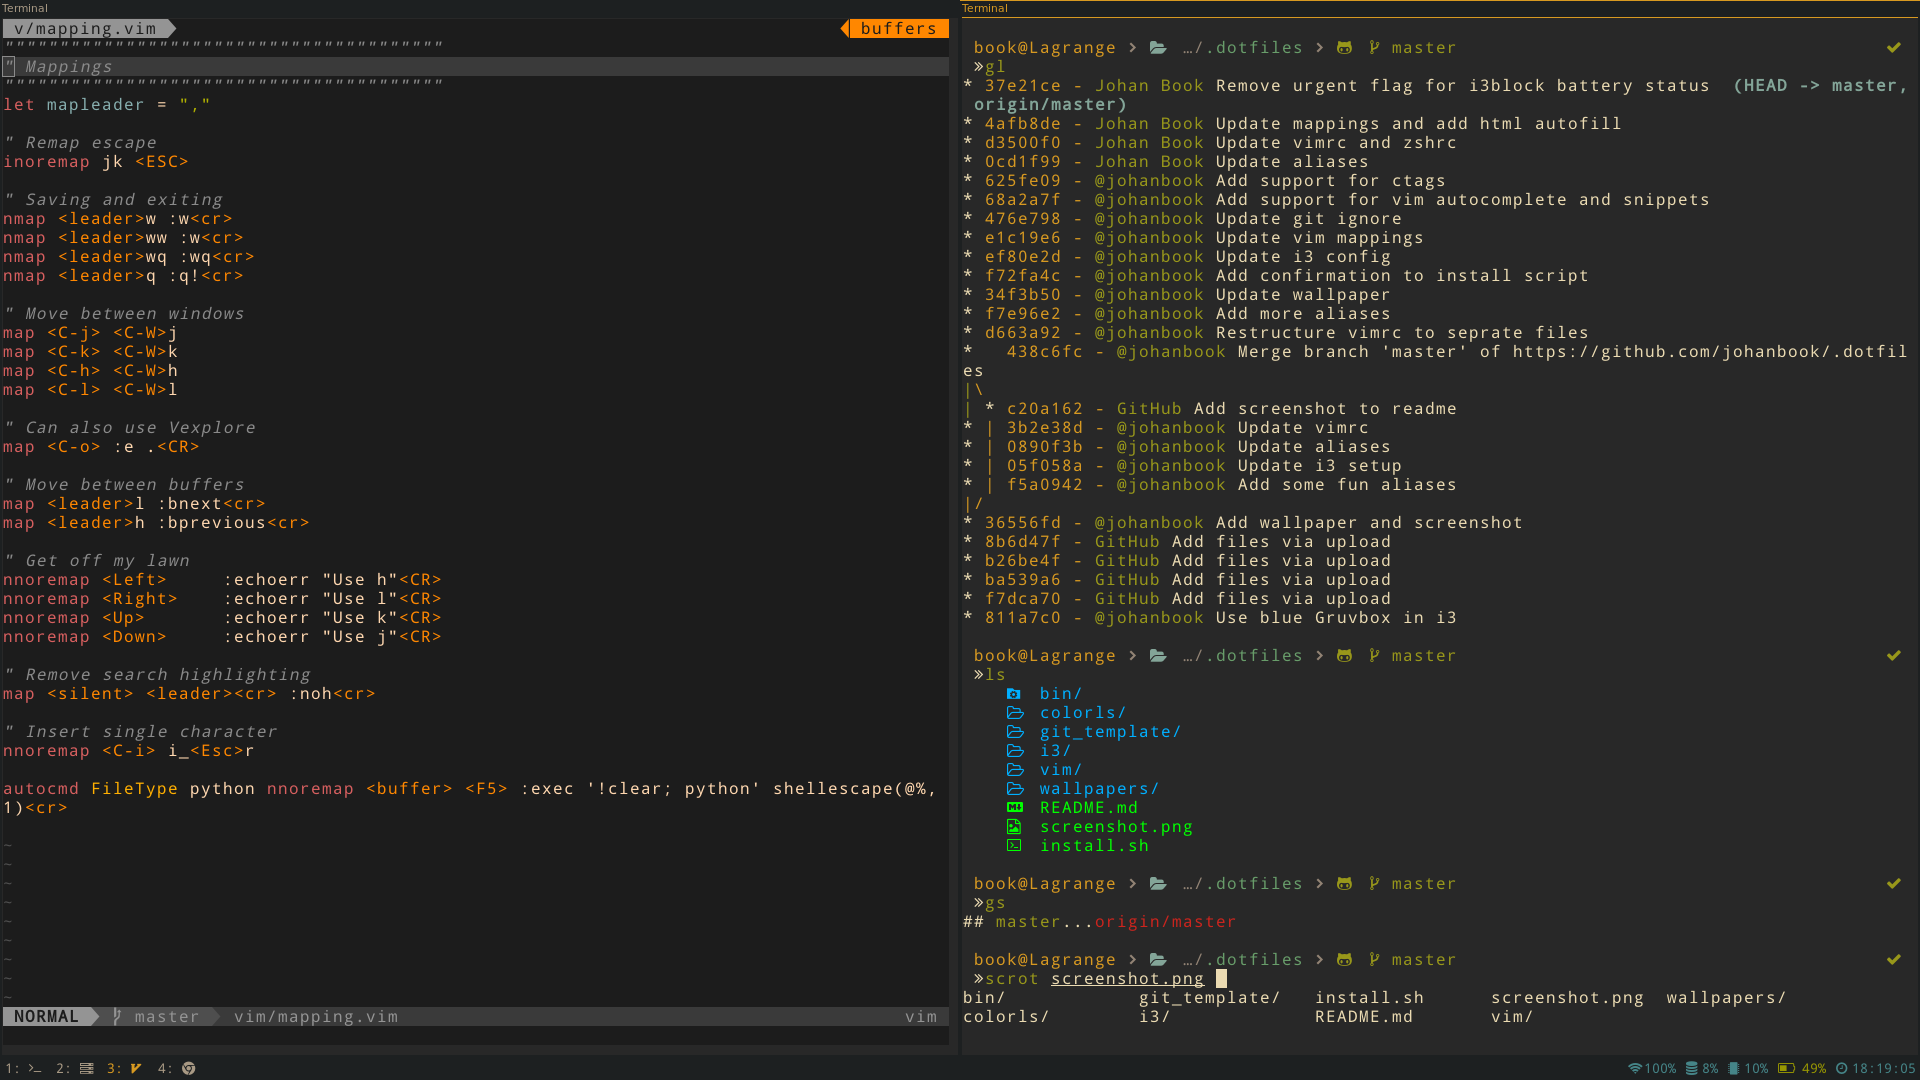 Terminal
v/mapping.vim buffers
""""""""""""""""""""""""""""""""""""""""
" Mappings
""""""""""""""""""""""""""""""""""""""""
let mapleader = ","
" Remap escape
inoremap jk <ESC>
" Saving and exiting
nmap <leader>w :w<cr>
nmap <leader>ww :w<cr>
nmap <leader>wq :wq<cr>
nmap <leader>q :q!<cr>
" Move between windows
map <C-j> <C-W>j
map <C-k> <C-W>k
map <C-h> <C-W>h
map <C-l> <C-W>l
" Can also use Vexplore
map <C-o> :e .<CR>
" Move between buffers
map <leader>l :bnext<cr>
map <leader>h :bprevious<cr>
" Get off my lawn
nnoremap <Left> :echoerr "Use h"<CR>
nnoremap <Right> :echoerr "Use l"<CR>
nnoremap <Up> :echoerr "Use k"<CR>
nnoremap <Down> :echoerr "Use j"<CR>
" Remove search highlighting
map <silent> <leader><cr> :noh<cr>
" Insert single character
nnoremap <C-i> i_<Esc>r
autocmd FileType python nnoremap <buffer> <F5> :exec '!clear; python' shellescape(@%,
1)<cr>
~
~
~
~
~
~
~
~
~
NORMAL master vim/mapping.vim vim
Terminal
book@Lagrange > …/.dotfiles > master ✔
»gl
* 37e21ce - Johan Book Remove urgent flag for i3block battery status (HEAD -> master,
origin/master)
* 4afb8de - Johan Book Update mappings and add html autofill
* d3500f0 - Johan Book Update vimrc and zshrc
* 0cd1f99 - Johan Book Update aliases
* 625fe09 - @johanbook Add support for ctags
* 68a2a7f - @johanbook Add support for vim autocomplete and snippets
* 476e798 - @johanbook Update git ignore
* e1c19e6 - @johanbook Update vim mappings
* ef80e2d - @johanbook Update i3 config
* f72fa4c - @johanbook Add confirmation to install script
* 34f3b50 - @johanbook Update wallpaper
* f7e96e2 - @johanbook Add more aliases
* d663a92 - @johanbook Restructure vimrc to seprate files
* 438c6fc - @johanbook Merge branch 'master' of https://github.com/johanbook/.dotfil
es
|\
| * c20a162 - GitHub Add screenshot to readme
* | 3b2e38d - @johanbook Update vimrc
* | 0890f3b - @johanbook Update aliases
* | 05f058a - @johanbook Update i3 setup
* | f5a0942 - @johanbook Add some fun aliases
|/
* 36556fd - @johanbook Add wallpaper and screenshot
* 8b6d47f - GitHub Add files via upload
* b26be4f - GitHub Add files via upload
* ba539a6 - GitHub Add files via upload
* f7dca70 - GitHub Add files via upload
* 811a7c0 - @johanbook Use blue Gruvbox in i3
book@Lagrange > …/.dotfiles > master ✔
»ls
bin/
colorls/
git_template/
i3/
vim/
wallpapers/
README.md
screenshot.png
install.sh
book@Lagrange > …/.dotfiles > master ✔
»gs
## master...origin/master
book@Lagrange > …/.dotfiles > master ✔
»scrot screenshot.png
bin/ git_template/ install.sh screenshot.png wallpapers/
colorls/ i3/ README.md vim/
1: 2: 3: 4: 100% 8% 10% 49% 18:19:05